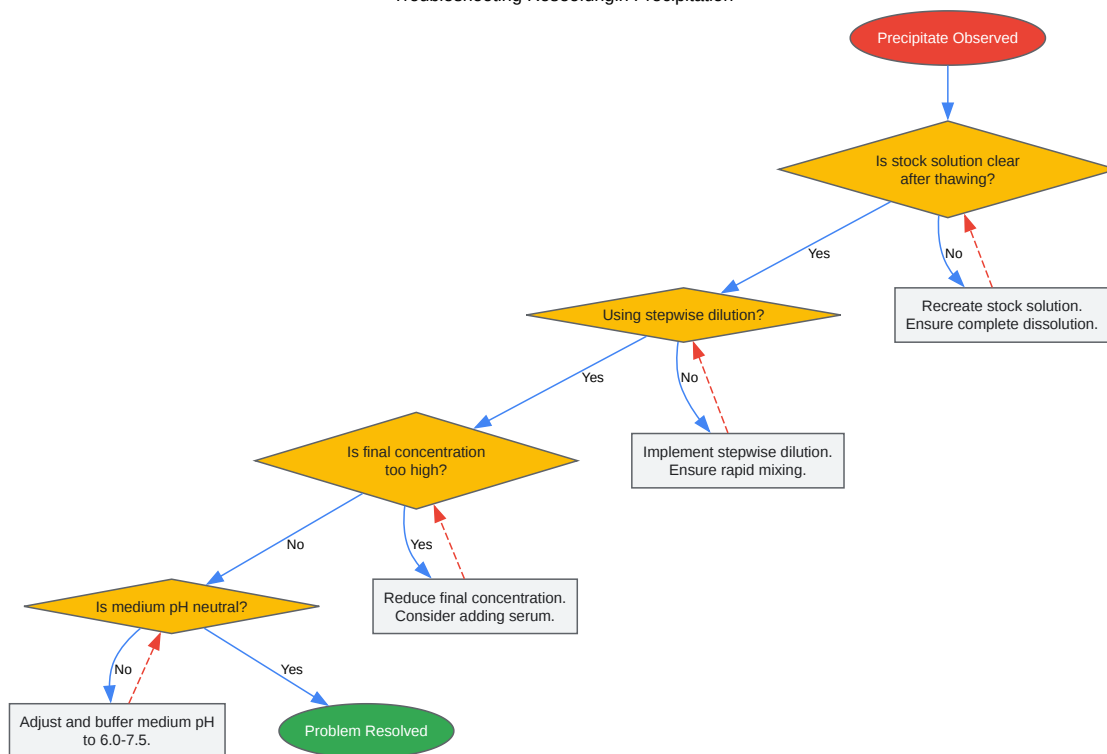 Troubleshooting Nesselungin Precipitation
Precipitate Observed
Is stock solution clear
after thawing?
Yes
No
Recreate stock solution.
Ensure complete dissolution.
Using stepwise dilution?
Yes
No
Implement stepwise dilution.
Ensure rapid mixing.
Is final concentration
too high?
No
Yes
Reduce final concentration.
Consider adding serum.
Is medium pH neutral?
No
Yes
Adjust and buffer medium pH
to 6.0-7.5.
Problem Resolved